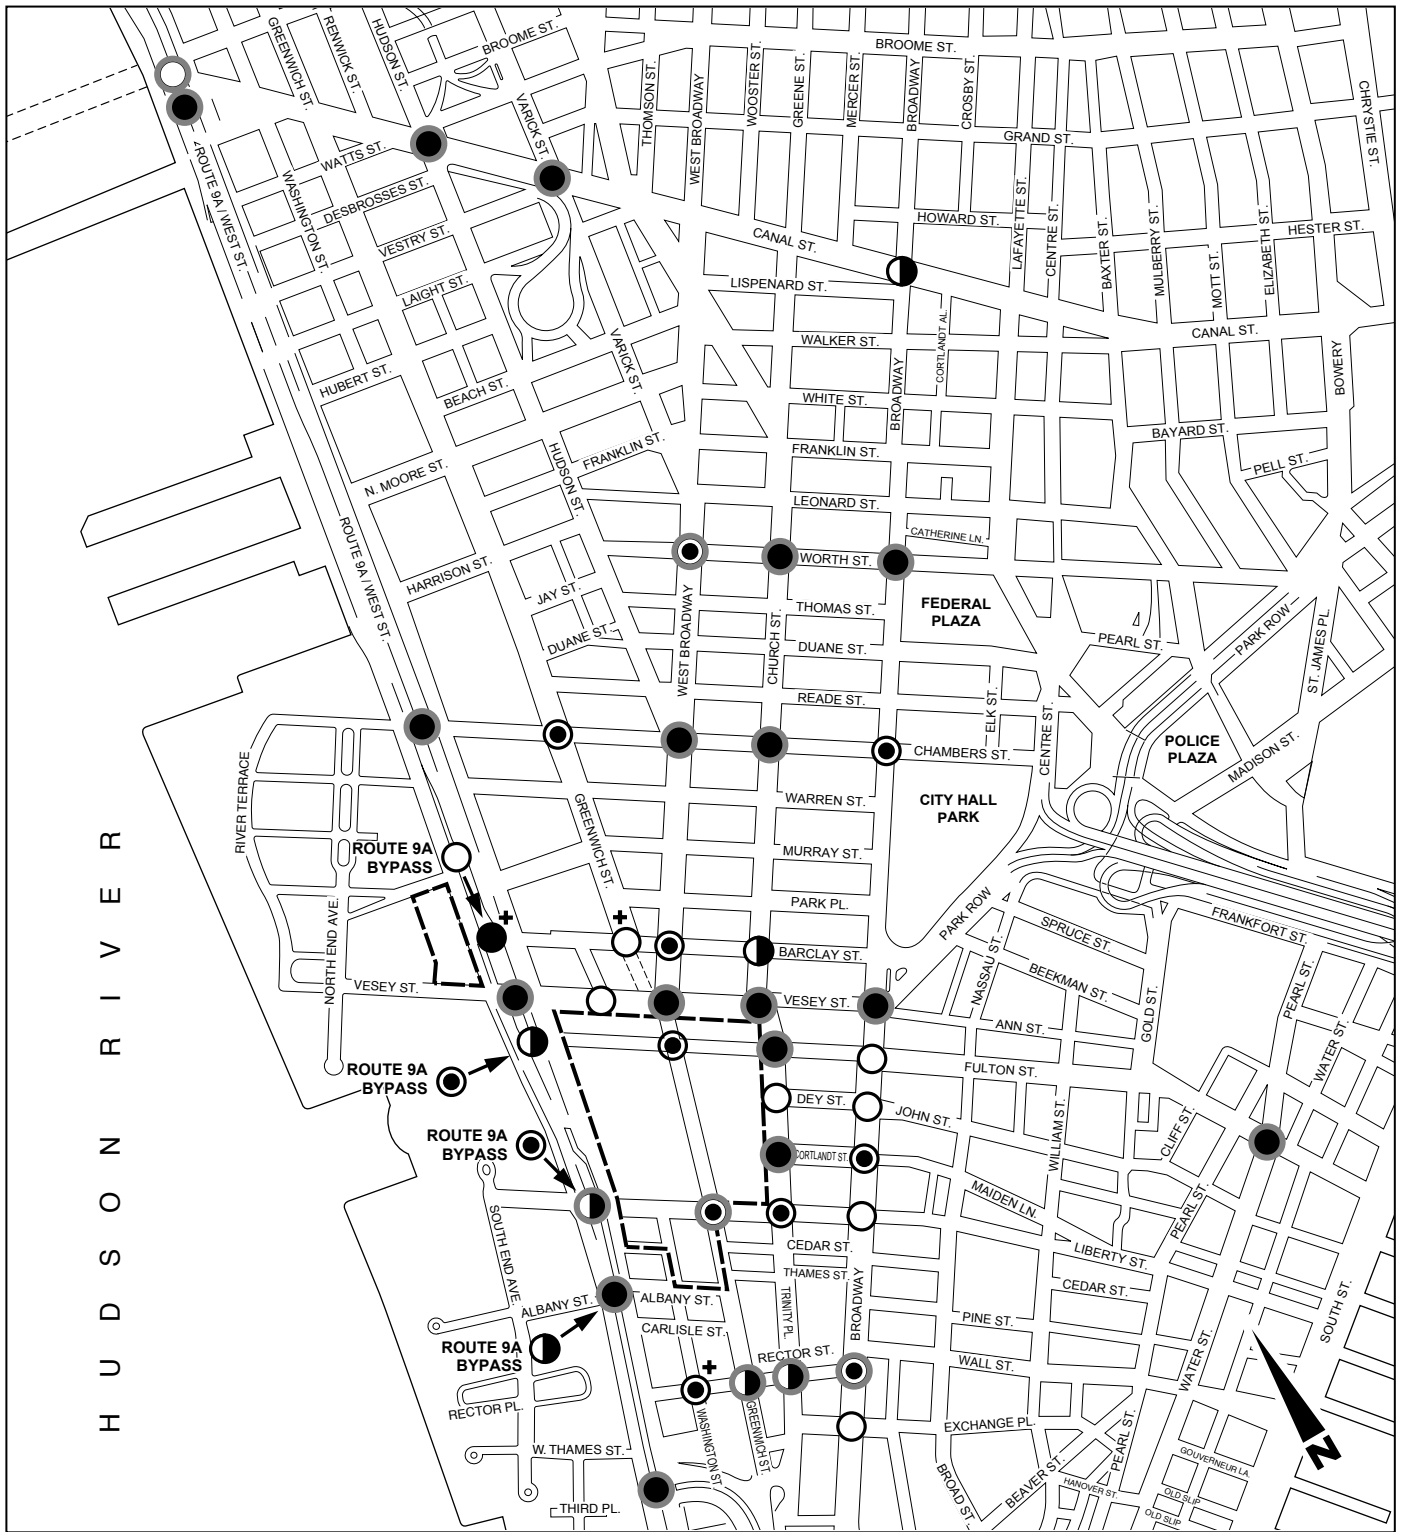 GREENWICH ST.
RENWICK ST.
HUDSON ST.
BROOME ST.
BROOME ST.
THOMSON ST.
WEST BROADWAY
WOOSTER ST.
GREENE ST.
MERCER ST.
BROADWAY
CROSBY ST.
CHRYSTIE ST.
VARICK ST.
GRAND ST.
WATTS ST.
ROUTE 9A / WEST ST.
WASHINGTON ST.
DESBROSSES ST.
VESTRY ST.
LAIGHT ST.
CANAL ST.
HOWARD ST.
LAFAYETTE ST.
CENTRE ST.
BAXTER ST.
MULBERRY ST.
MOTT ST.
ELIZABETH ST.
HESTER ST.
LISPENARD ST.
CORTLANDT AL.
CANAL ST.
WALKER ST.
BOWERY
HUBERT ST.
BEACH ST.
VARICK ST.
WHITE ST.
BROADWAY
BAYARD ST.
N. MOORE ST.
HUDSON ST.
FRANKLIN ST.
FRANKLIN ST.
PELL ST.
LEONARD ST.
CATHERINE LN.
ROUTE 9A / WEST ST.
HARRISON ST.
JAY ST.
DUANE ST.
WORTH ST.
THOMAS ST.
FEDERAL
PLAZA
WEST BROADWAY
CHURCH ST.
DUANE ST.
PEARL ST.
PARK ROW
ST. JAMES PL.
READE ST.
ELK ST.
CENTRE ST.
CHAMBERS ST.
POLICE
PLAZA
MADISON ST.
RIVER TERRACE
GREENWICH ST.
WARREN ST.
CITY HALL
PARK
ROUTE 9A
BYPASS
MURRAY ST.
NORTH END AVE.
PARK PL.
PARK ROW
SPRUCE ST.
FRANKFORT ST.
BARCLAY ST.
NASSAU ST.
BEEKMAN ST.
VESEY ST.
VESEY ST.
GOLD ST.
PEARL ST.
ANN ST.
WATER ST.
ROUTE 9A
BYPASS
FULTON ST.
DEY ST.
JOHN ST.
WILLIAM ST.
CLIFF ST.
ROUTE 9A
BYPASS
CORTLANDT ST.
MAIDEN LN.
PEARL ST.
SOUTH END AVE.
CEDAR ST.
LIBERTY ST.
THAMES ST.
CEDAR ST.
ALBANY ST.
ALBANY ST.
TRINITY PL.
BROADWAY
SOUTH ST.
CARLISLE ST.
PINE ST.
ROUTE 9A
BYPASS
RECTOR ST.
WALL ST.
WATER ST.
RECTOR PL.
WASHINGTON ST
GREENWICH ST.
EXCHANGE PL.
PEARL ST.
W. THAMES ST.
BROAD ST.
BEAVER ST.
GOUVERNEUR LA.
HANOVER ST.
OLD SLIP
OLD SLIP
THIRD PL.
N
HUDSON RIVER